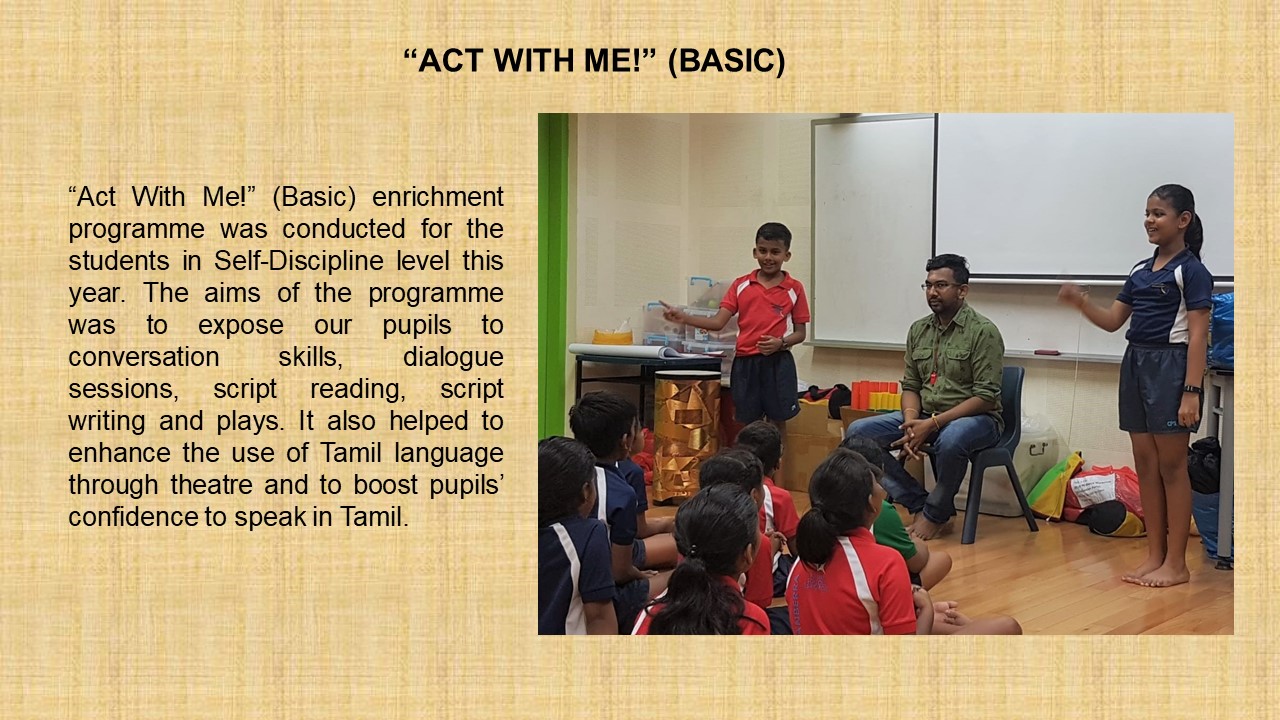 “ACT WITH ME!” (BASIC)
“Act With Me!” (Basic) enrichment
programme was conducted for the
students in Self-Discipline level this
year. The aims of the programme
was to expose our pupils to
conversation skills, dialogue
sessions, script reading, script
writing and plays. It also helped to
enhance the use of Tamil language
through theatre and to boost pupils’
confidence to speak in Tamil.